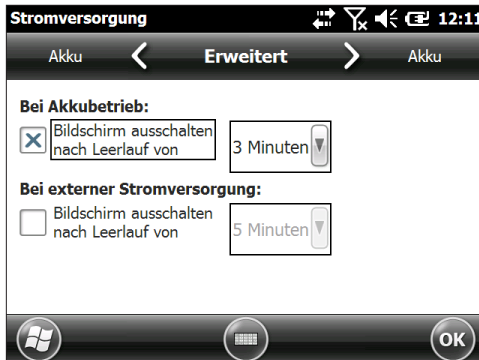 Stromversorgung 12:11
Akku Erweitert Akku
Bei Akkubetrieb:
Bildschirm ausschalten
nach Leerlauf von
3 Minuten
Bei externer Stromversorgung:
Bildschirm ausschalten
nach Leerlauf von
5 Minuten
OK